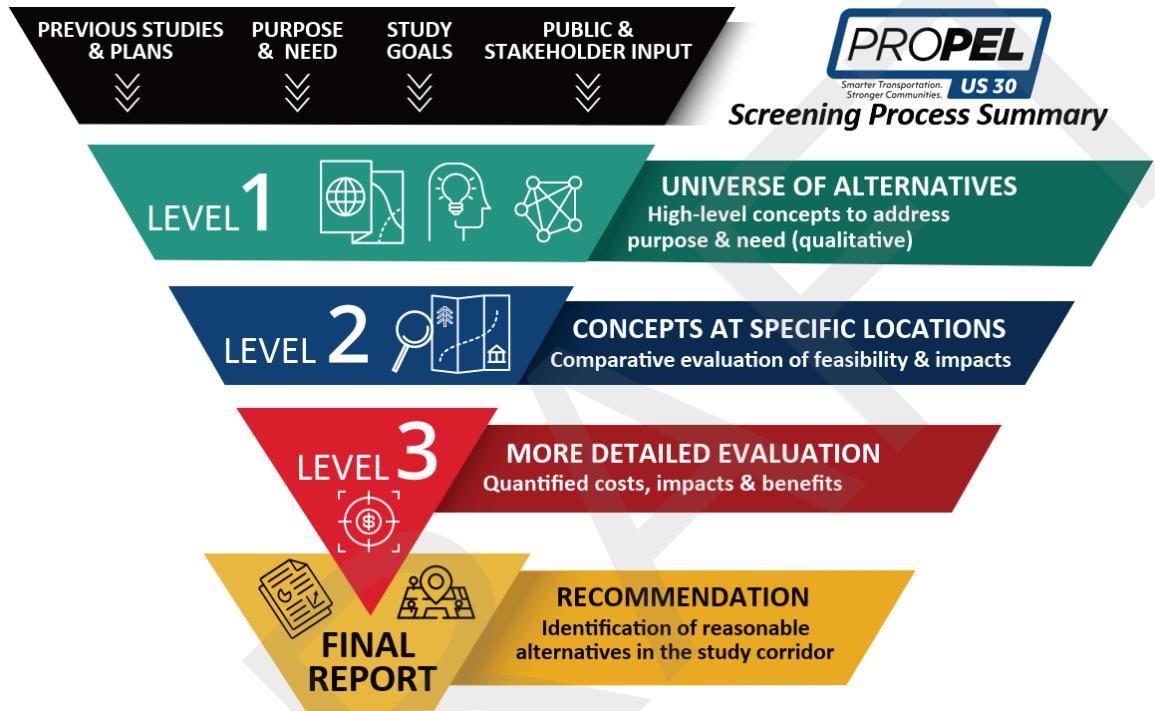 PREVIOUS STUDIES
& PLANS
PURPOSE
& NEED
STUDY
GOALS
PUBLIC &
STAKEHOLDER INPUT
PROPEL
Smarter Transportation.
Stronger Communities.
US 30
Screening Process Summary
LEVEL 1
UNIVERSE OF ALTERNATIVES
High-level concepts to address
purpose & need (qualitative)
LEVEL 2
CONCEPTS AT SPECIFIC LOCATIONS
Comparative evaluation of feasibility & impacts
LEVEL 3
$
MORE DETAILED EVALUATION
Quantified costs, impacts & benefits
FINAL
REPORT
RECOMMENDATION
Identification of reasonable
alternatives in the study corridor
DRAFT